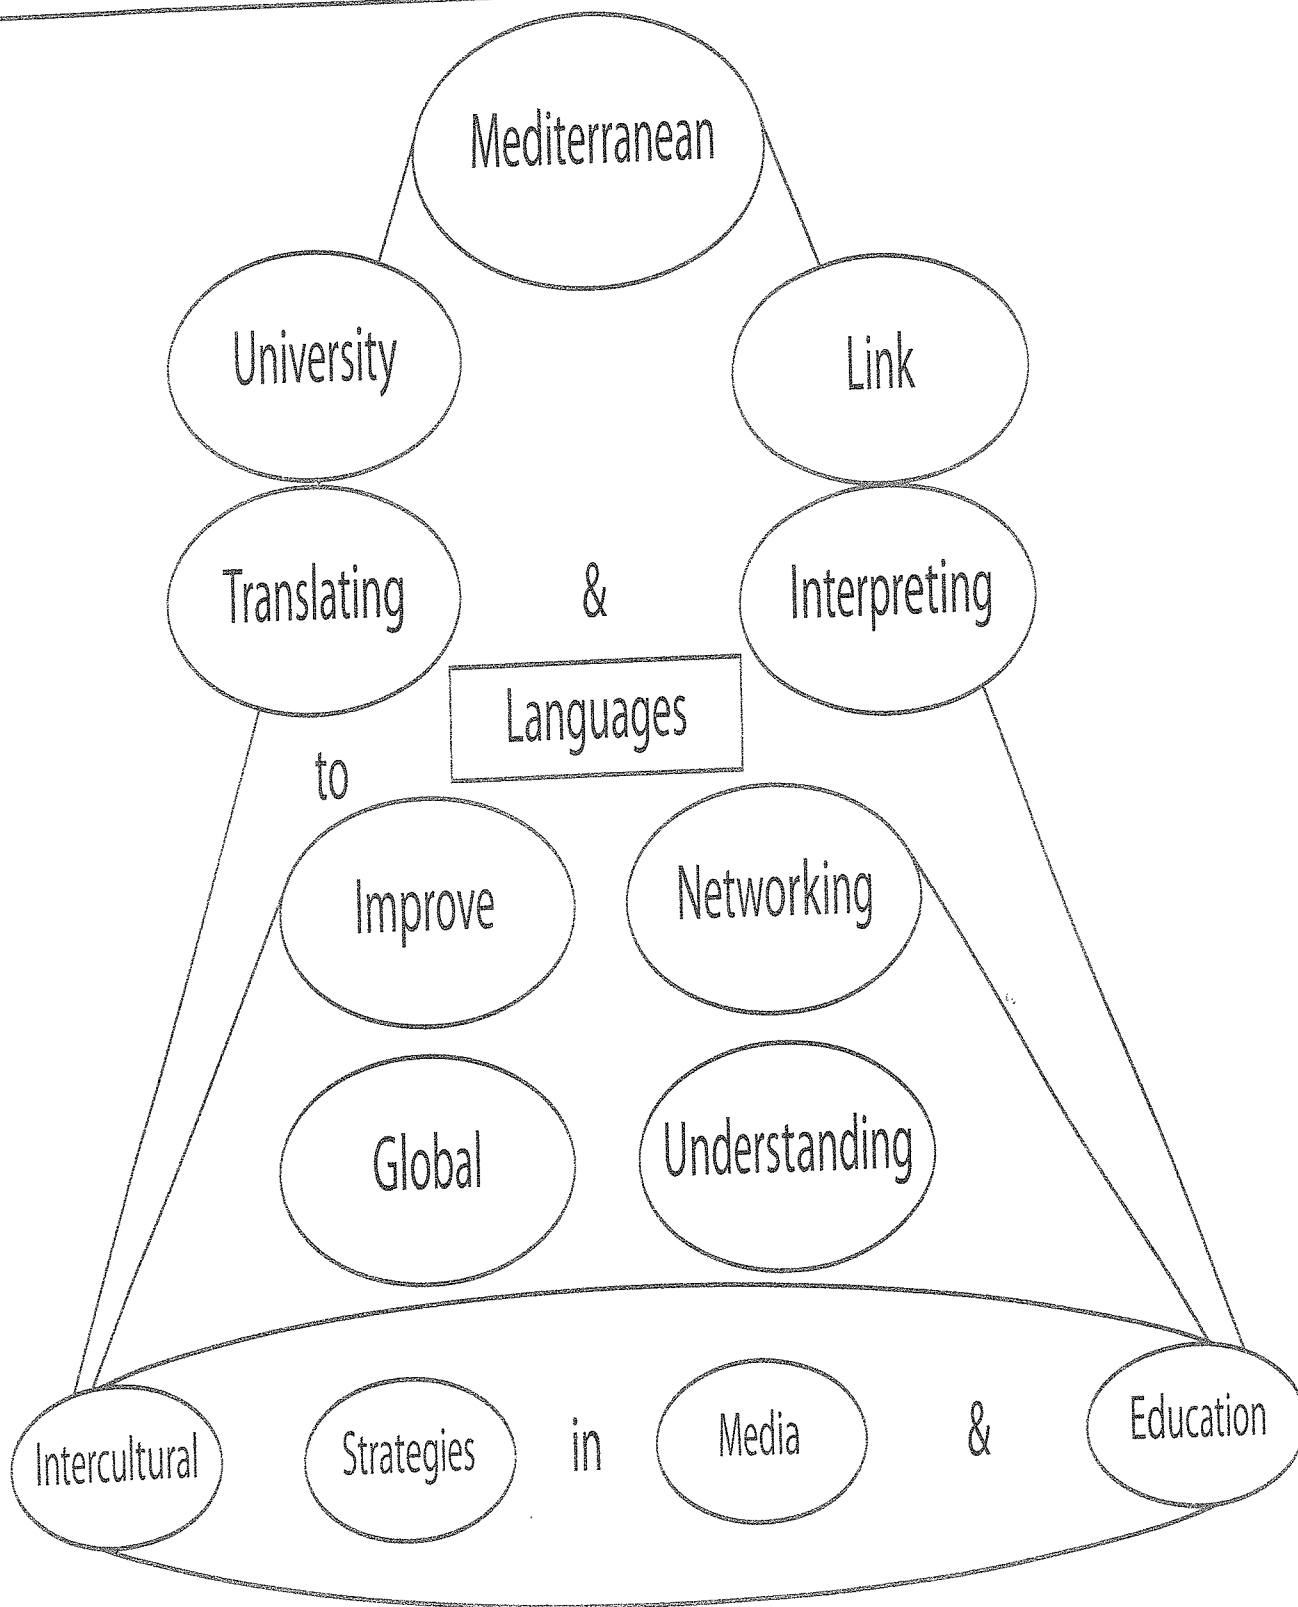 Mediterranean
University
Link
Translating & Interpreting
Languages
to
Improve Networking
Global Understanding
Intercultural Strategies in Media & Education